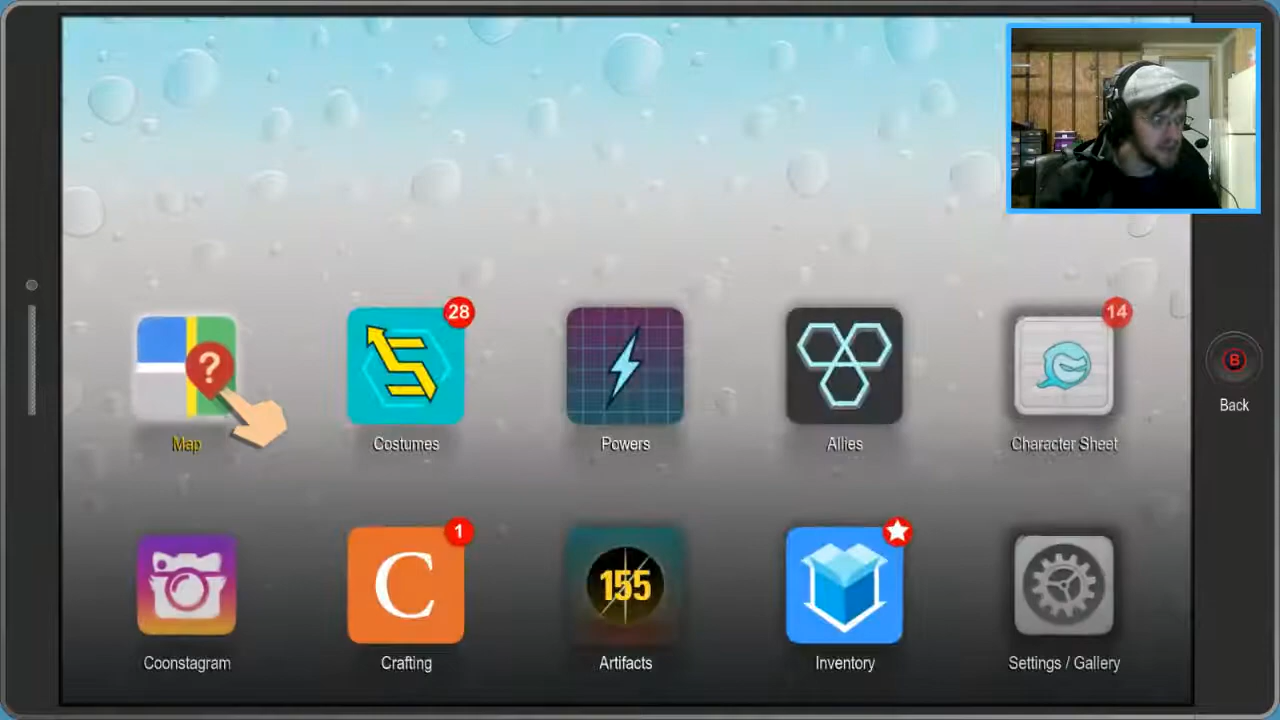 28
14
?
B
Back
Map
Costumes
Powers
Allies
Character Sheet
1
C
155
Coonstagram
Crafting
Artifacts
Inventory
Settings / Gallery